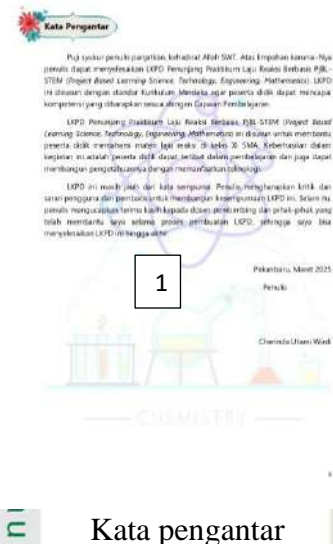 Kata Pengantar
Puji syukur penulis panjatkan kehadirat Allah SWT. Atas limpahan karunia-Nya
penulis dapat menyelesaikan LKPD Penunjang Praktikum Laju Reaksi Berbasis PjBL-
STEM (Project Based Learning-Science, Technology, Engineering, Mathematics). LKPD
ini disusun dengan standar Kurikulum Merdeka agar peserta didik dapat mencapai
kompetensi yang diharapkan sesuai dengan Capaian Pembelajaran.
LKPD Penunjang Praktikum Laju Reaksi Berbasis PjBL-STEM (Project Based
Learning-Science, Technology, Engineering, Mathematics) ini disusun untuk membantu
peserta didik memahami materi laju reaksi di kelas XI SMA. Keberhasilan dalam
kegiatan ini adalah peserta didik dapat terlibat dalam pembelajaran dan juga dapat
membangun pengetahuannya dengan memanfaatkan teknologi.
LKPD ini masih jauh dari kata sempurna. Penulis mengharapkan kritik dan
saran pengguna dan pembaca untuk membangun kesempurnaan LKPD ini. Selain itu,
penulis mengucapkan terima kasih kepada dosen pembimbing dan pihak-pihak yang
telah membantu saya selama proses pembuatan LKPD, sehingga saya bisa
menyelesaikan LKPD ini hingga akhir.
1
Pekanbaru, Maret 2025
Penulis
Utami
CHEMISTRY
Kata pengantar